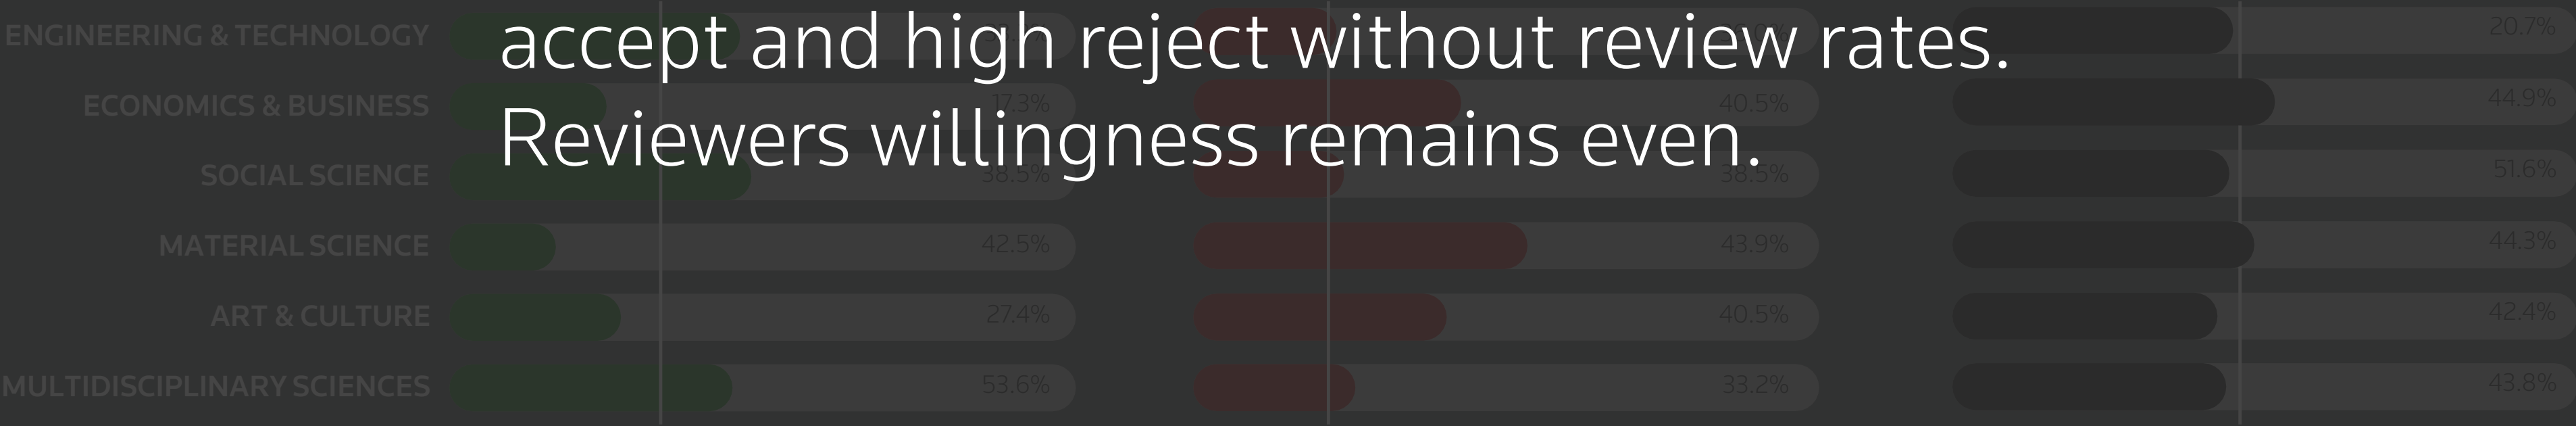 accept and high reject without review rates.
Reviewers willingness remains even.
ENGINEERING & TECHNOLOGY 20.7%
ECONOMICS & BUSINESS 17.3% 40.5% 44.9%
SOCIAL SCIENCE 38.5% 38.5% 51.6%
MATERIAL SCIENCE 42.5% 43.9% 44.3%
ART & CULTURE 27.4% 40.5% 42.4%
MULTIDISCIPLINARY SCIENCES 53.6% 33.2% 43.8%